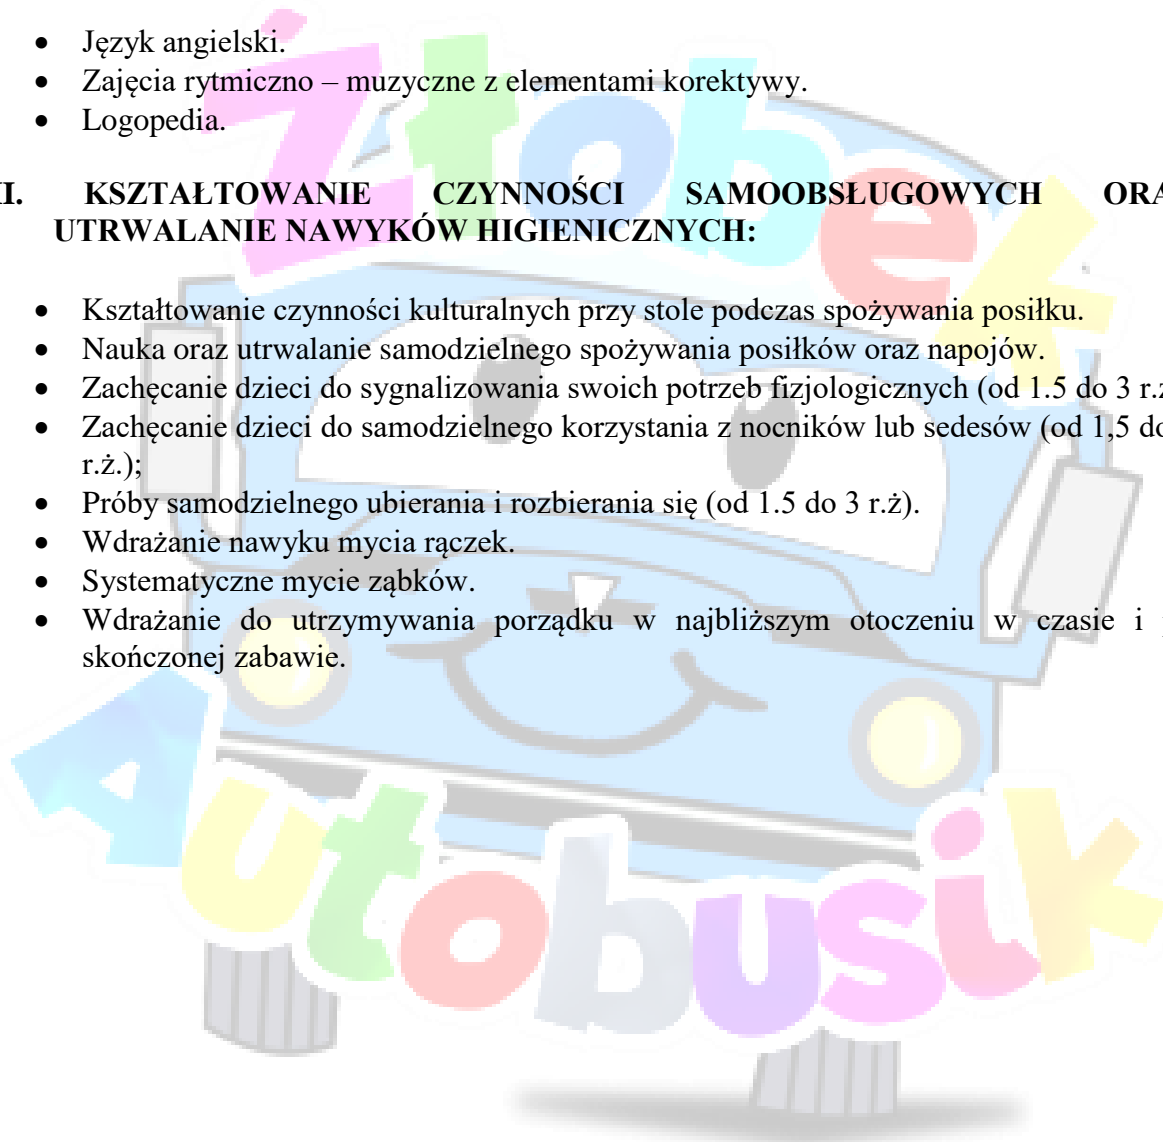 • Język angielski.
• Zajęcia rytmiczno – muzyczne z elementami korektywy.
• Logopedia.
II. KSZTAŁTOWANIE CZYNNOŚCI SAMOOBSŁUGOWYCH ORA
UTRWALANIE NAWYKÓW HIGIENICZNYCH:
• Kształtowanie czynności kulturalnych przy stole podczas spożywania posiłku.
• Nauka oraz utrwalanie samodzielnego spożywania posiłków oraz napojów.
• Zachęcanie dzieci do sygnalizowania swoich potrzeb fizjologicznych (od 1.5 do 3 r.ż
• Zachęcanie dzieci do samodzielnego korzystania z nocników lub sedesów (od 1,5 do
r.ż.);
• Próby samodzielnego ubierania i rozbierania się (od 1.5 do 3 r.ż).
• Wdrażanie nawyku mycia rączek.
• Systematyczne mycie ząbków.
• Wdrażanie do utrzymywania porządku w najbliższym otoczeniu w czasie i
skończonej zabawie.
Żłobek
Autobusik